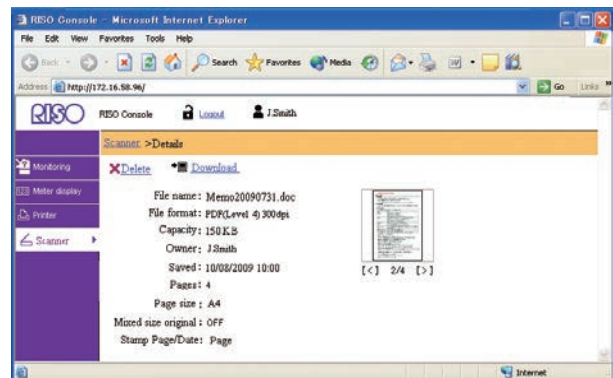 RISO Console - Microsoft Internet Explorer
File Edit View Favorites Tools Help
Back Search Favorites Media
Address http://172.16.58.96/ Go Links »
RISO RISO Console Logout J.Smith
Scanner >Details
Monitoring
Meter display
Printer
Scanner
Delete Download
File name : Memo20090731.doc
File format : PDF(Level 4) 300dpi
Capacity : 150KB
Owner : J.Smith
Saved : 10/08/2009 10:00
Pages : 4
Page size : A4
Mixed size original : OFF
Stamp Page/Date : Page
[<] 2/4 [>]
Internet